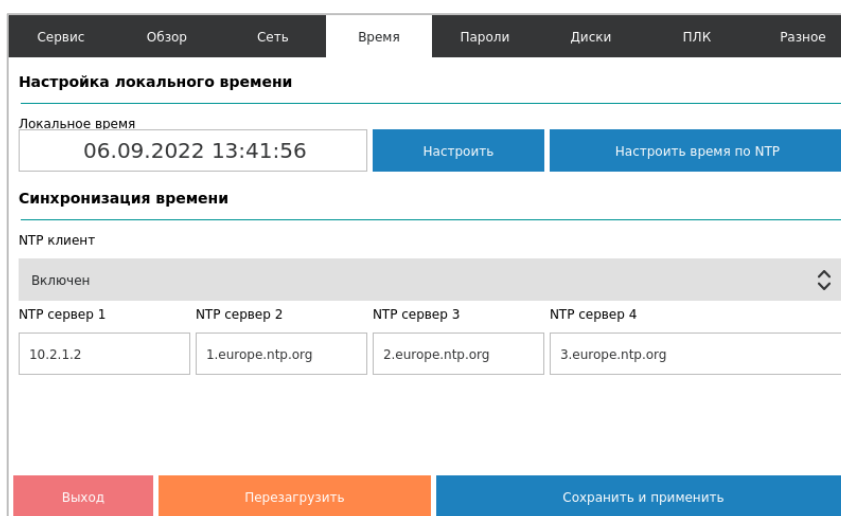 Сервис Обзор Сеть Время Пароли Диски ПЛК Разное
Настройка локального времени
Локальное время
06.09.2022 13:41:56 Настроить Настроить время по NTP
Синхронизация времени
NTP клиент
Включен
NTP сервер 1 NTP сервер 2 NTP сервер 3 NTP сервер 4
10.2.1.2 1.europe.ntp.org 2.europe.ntp.org 3.europe.ntp.org
Выход Перезагрузить Сохранить и применить